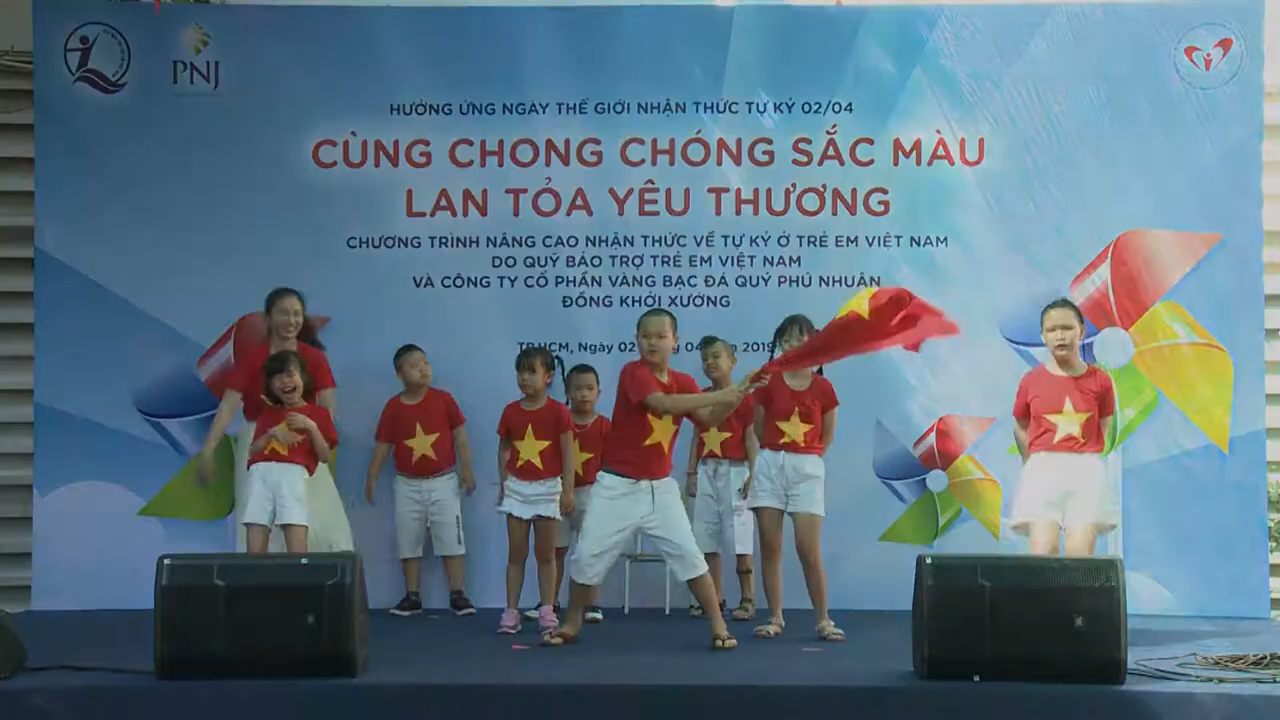 PNJ
HƯỞNG ỨNG NGÀY THẾ GIỚI NHẬN THỨC TỰ KỶ 02/04
CÙNG CHONG CHÓNG SẮC MÀU
LAN TỎA YÊU THƯƠNG
CHƯƠNG TRÌNH NÂNG CAO NHẬN THỨC VỀ TỰ KỶ Ở TRẺ EM VIỆT NAM
DO QUỸ BẢO TRỢ TRẺ EM VIỆT NAM
VÀ CÔNG TY CỔ PHẦN VÀNG BẠC ĐÁ QUÝ PHÚ NHUẬN
ĐỒNG KHỞI XƯỚNG
TP.HCM, Ngày 02 04 2019